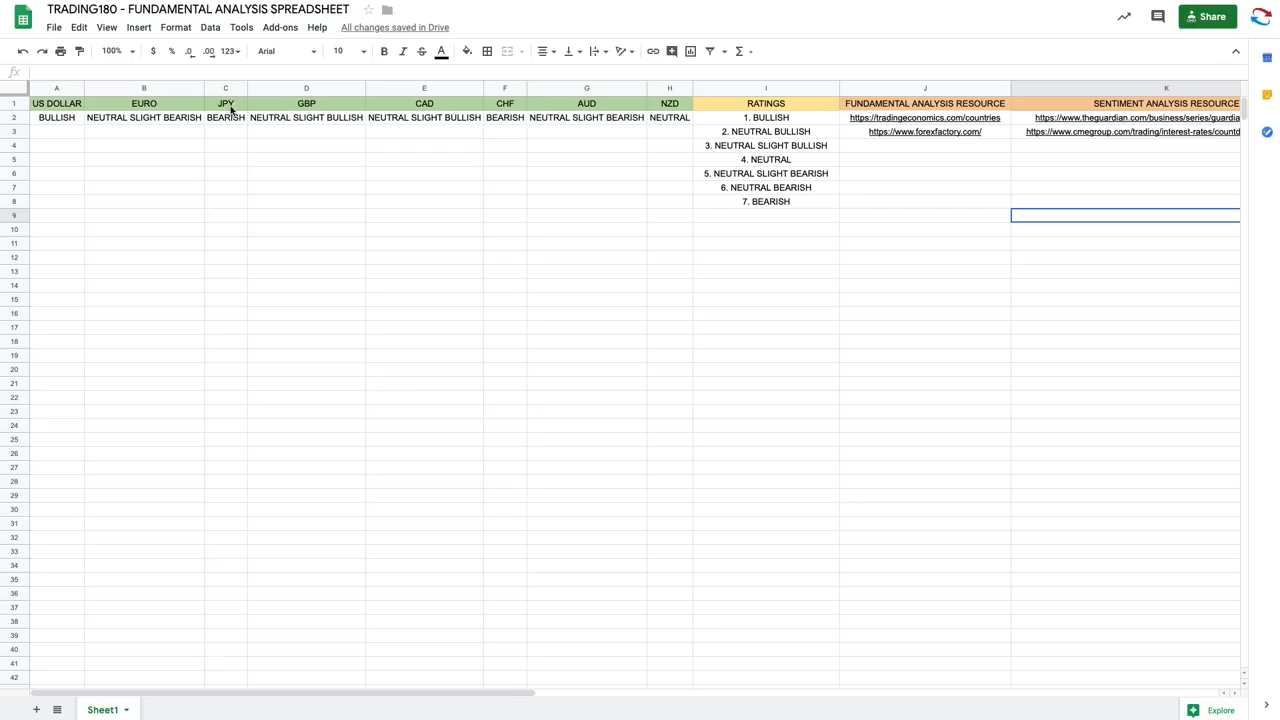 TRADING180 - FUNDAMENTAL ANALYSIS SPREADSHEET
File Edit View Insert Format Data Tools Add-ons Help All changes saved in Drive
Share
100% $ % .0 .00 123 Arial 10 B I S A
fx
A B C D E F G H I J K
1 US DOLLAR EURO JPY GBP CAD CHF AUD NZD RATINGS FUNDAMENTAL ANALYSIS RESOURCE SENTIMENT ANALYSIS RESOURCE
2 BULLISH NEUTRAL SLIGHT BEARISH BEARISH NEUTRAL SLIGHT BULLISH NEUTRAL SLIGHT BULLISH BEARISH NEUTRAL SLIGHT BEARISH NEUTRAL 1. BULLISH https://tradingeconomics.com/countries https://www.theguardian.com/business/series/guardia
3 2. NEUTRAL BULLISH https://www.forexfactory.com/ https://www.cmegroup.com/trading/interest-rates/countd
4 3. NEUTRAL SLIGHT BULLISH
5 4. NEUTRAL
6 5. NEUTRAL SLIGHT BEARISH
7 6. NEUTRAL BEARISH
8 7. BEARISH
9
10
11
12
13
14
15
16
17
18
19
20
21
22
23
24
25
26
27
28
29
30
31
32
33
34
35
36
37
38
39
40
41
42
Sheet1
Explore